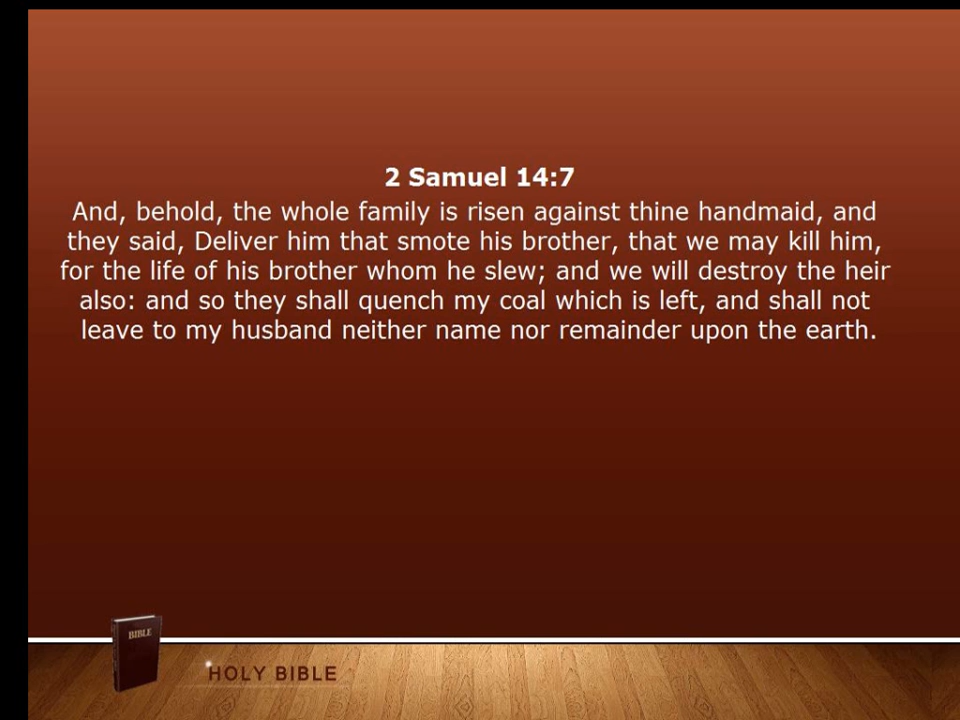 2 Samuel 14:7
And, behold, the whole family is risen against thine handmaid, and
they said, Deliver him that smote his brother, that we may kill him,
for the life of his brother whom he slew; and we will destroy the heir
also: and so they shall quench my coal which is left, and shall not
leave to my husband neither name nor remainder upon the earth.
BIBLE
HOLY BIBLE